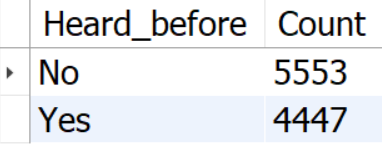 Heard_before Count
No 5553
Yes 4447